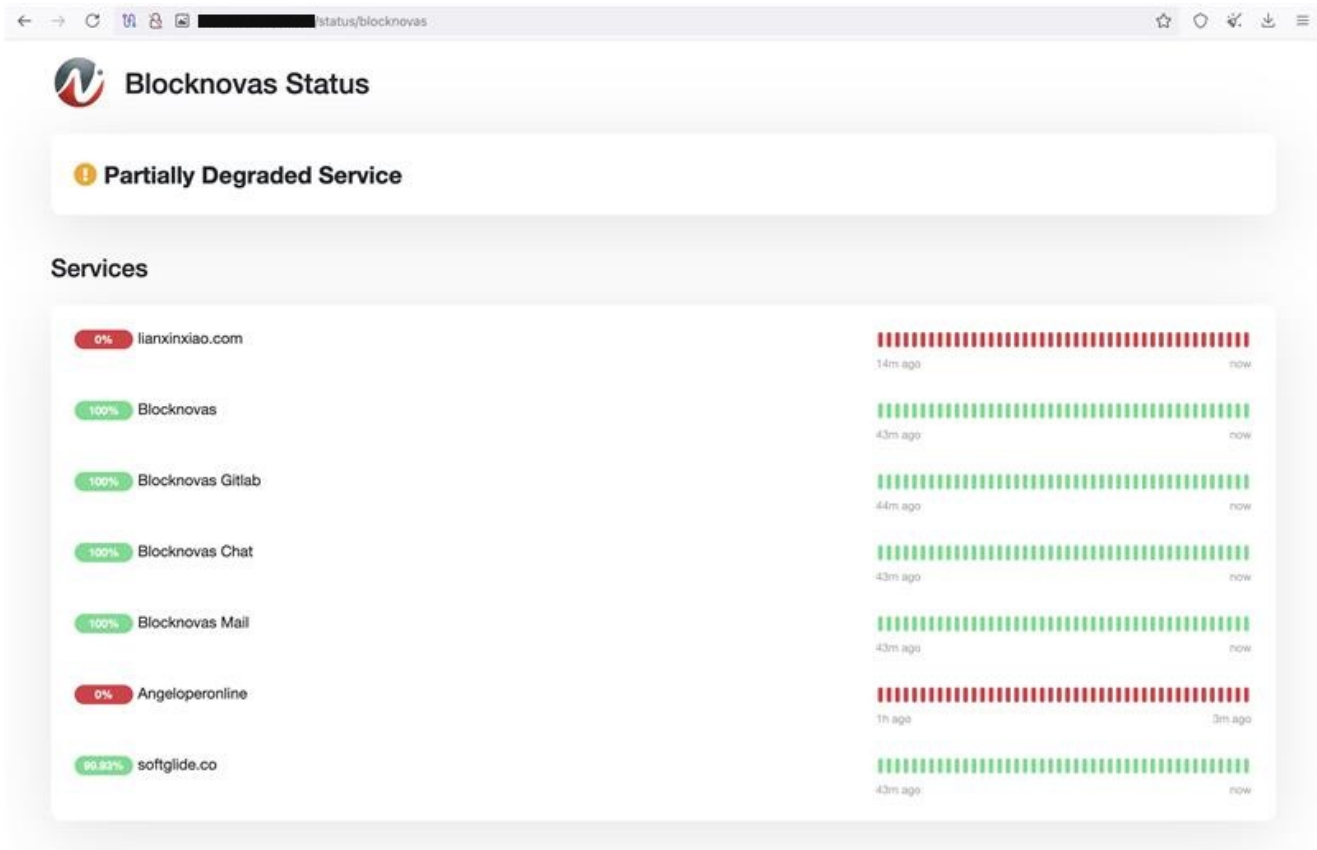 /status/blocknovas
Blocknovas Status
Partially Degraded Service
Services
0% lianxinxiao.com
14m ago now
100% Blocknovas
43m ago now
100% Blocknovas Gitlab
44m ago now
100% Blocknovas Chat
43m ago now
100% Blocknovas Mail
43m ago now
0% Angeloperonline
1h ago 3m ago
99.93% softglide.co
43m ago now